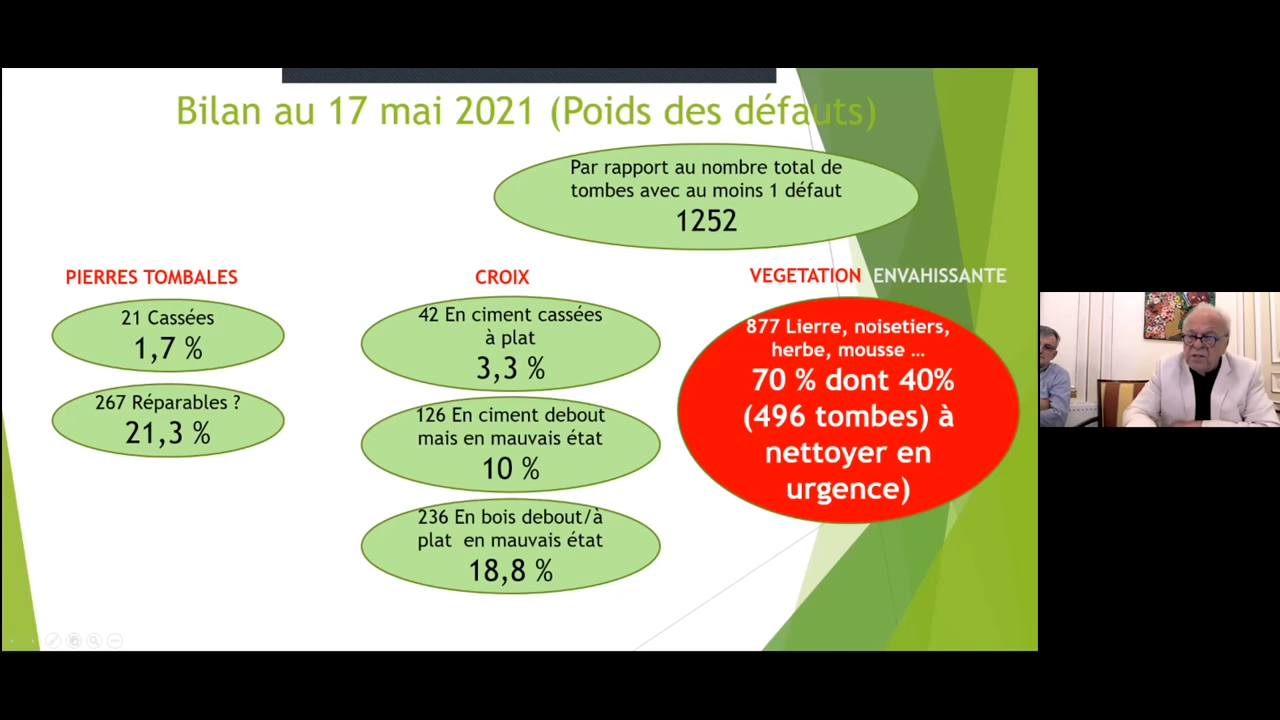 Bilan au 17 mai 2021 (Poids des défauts)
Par rapport au nombre total de
tombes avec au moins 1 défaut
1252
PIERRES TOMBALES
21 Cassées
1,7 %
267 Réparables ?
21,3 %
CROIX
42 En ciment cassées
à plat
3,3 %
126 En ciment debout
mais en mauvais état
10 %
236 En bois debout/à
plat en mauvais état
18,8 %
VEGETATION ENVAHISSANTE
877 Lierre, noisetiers,
herbe, mousse …
70 % dont 40%
(496 tombes) à
nettoyer en
urgence)